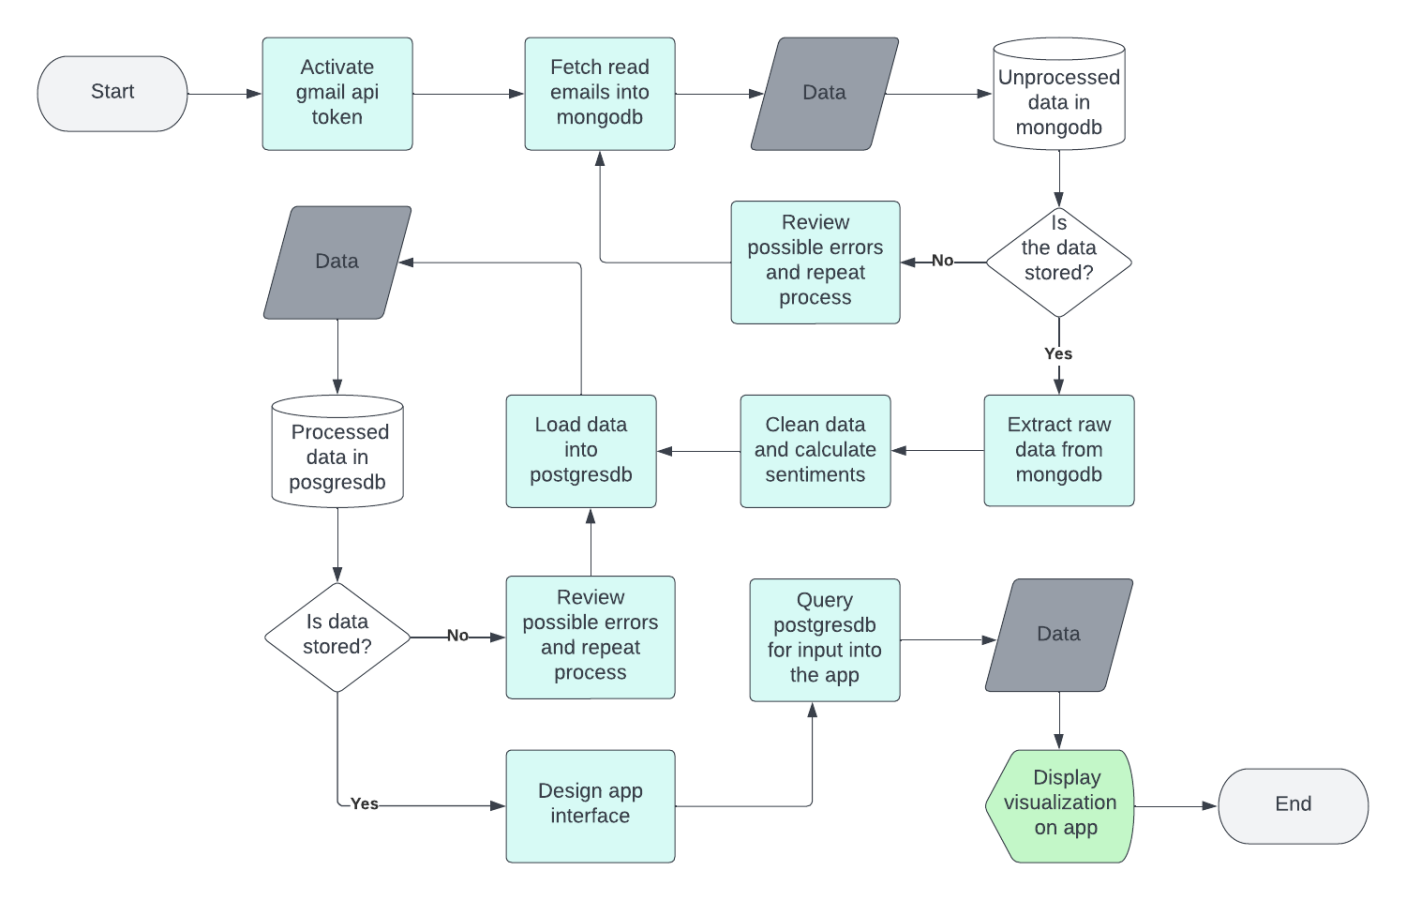 Start
Activate
gmail api
token
Fetch read
emails into
mongodb
Data
Unprocessed
data in
mongodb
Is
the data
stored?
No
Review
possible errors
and repeat
process
Yes
Extract raw
data from
mongodb
Clean data
and calculate
sentiments
Load data
into
postgresdb
Data
Processed
data in
posgresdb
Is data
stored?
No
Review
possible errors
and repeat
process
Yes
Design app
interface
Query
postgresdb
for input into
the app
Data
Display
visualization
on app
End